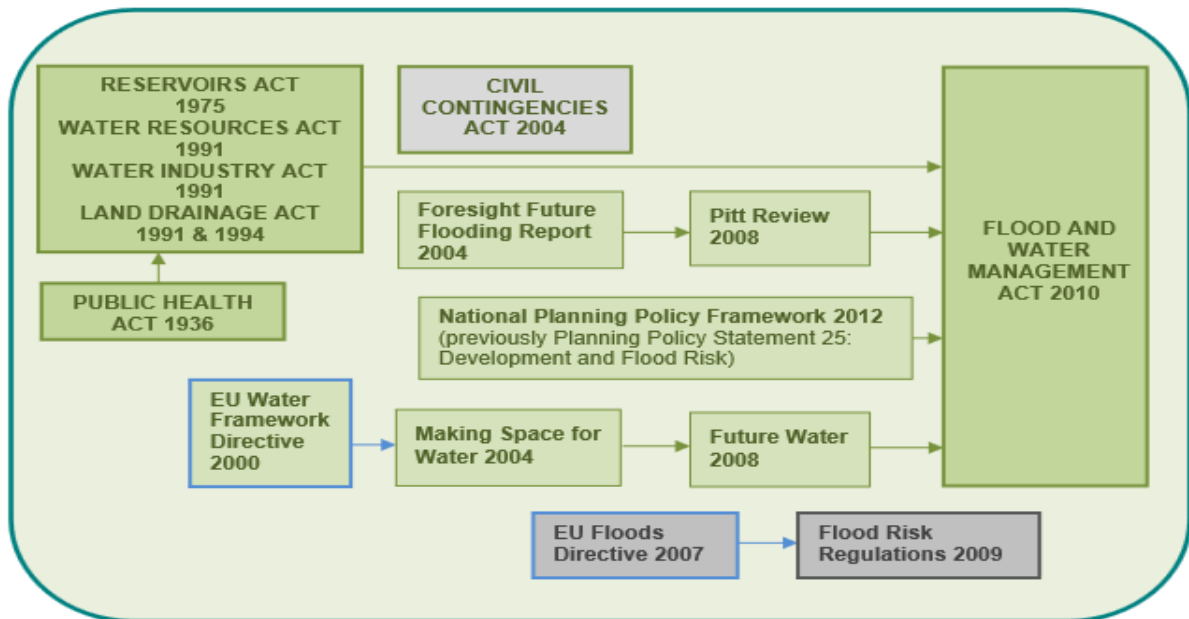 RESERVOIRS ACT
1975
WATER RESOURCES ACT
1991
WATER INDUSTRY ACT
1991
LAND DRAINAGE ACT
1991 & 1994
PUBLIC HEALTH
ACT 1936
CIVIL
CONTINGENCIES
ACT 2004
Foresight Future
Flooding Report
2004
Pitt Review
2008
National Planning Policy Framework 2012
(previously Planning Policy Statement 25:
Development and Flood Risk)
EU Water
Framework
Directive
2000
Making Space for
Water 2004
Future Water
2008
FLOOD AND
WATER
MANAGEMENT
ACT 2010
EU Floods
Directive 2007
Flood Risk
Regulations 2009